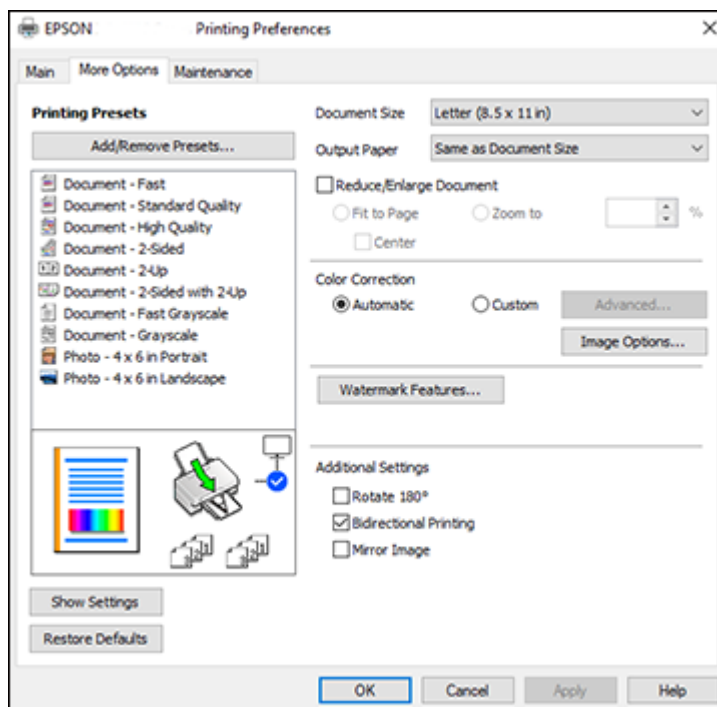 EPSON Printing Preferences
Main More Options Maintenance
Printing Presets
Add/Remove Presets...
Document - Fast
Document - Standard Quality
Document - High Quality
Document - 2-Sided
Document - 2-Up
Document - 2-Sided with 2-Up
Document - Fast Grayscale
Document - Grayscale
Photo - 4 x 6 in Portrait
Photo - 4 x 6 in Landscape
Show Settings
Restore Defaults
Document Size Letter (8.5 x 11 in)
Output Paper Same as Document Size
Reduce/Enlarge Document
Fit to Page Zoom to %
Center
Color Correction
Automatic Custom Advanced...
Image Options...
Watermark Features...
Additional Settings
Rotate 180°
Bidirectional Printing
Mirror Image
OK Cancel Apply Help